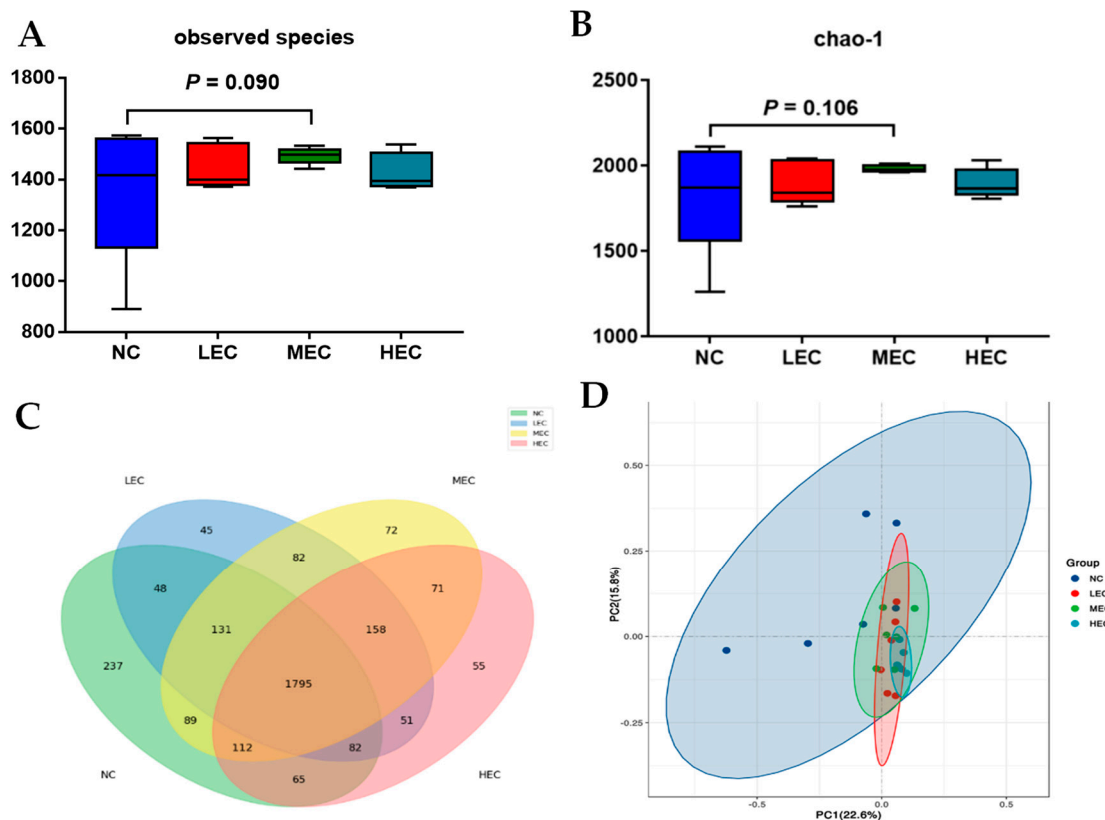 A
observed species
P = 0.090
1800
1600
1400
1200
1000
800
NC LEC MEC HEC
B
chao-1
P = 0.106
2500
2000
1500
1000
NC LEC MEC HEC
C
NC
LEC
MEC
HEC
LEC
MEC
45
72
82
48
71
131
158
237
55
1795
89
51
112
82
65
NC
HEC
D
PC2(15.8%)
0.50
0.25
0.00
-0.25
-0.5 0.0 0.5
PC1(22.6%)
Group
NC
LEC
MEC
HEC